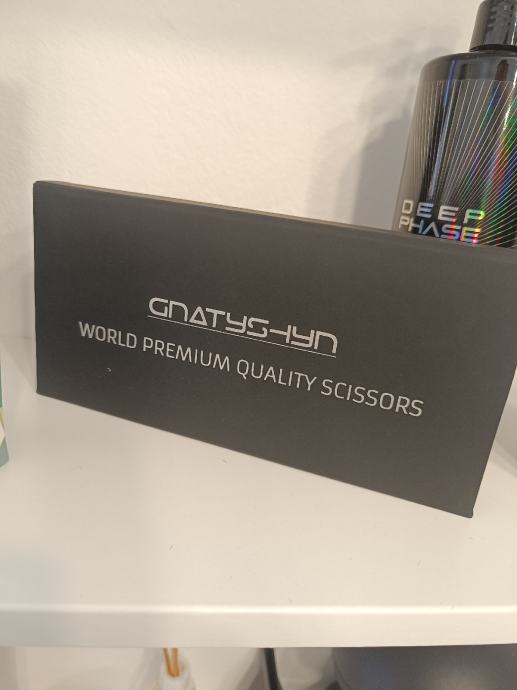 DEEP
PHASE
GNATYSHYN
WORLD PREMIUM QUALITY SCISSORS